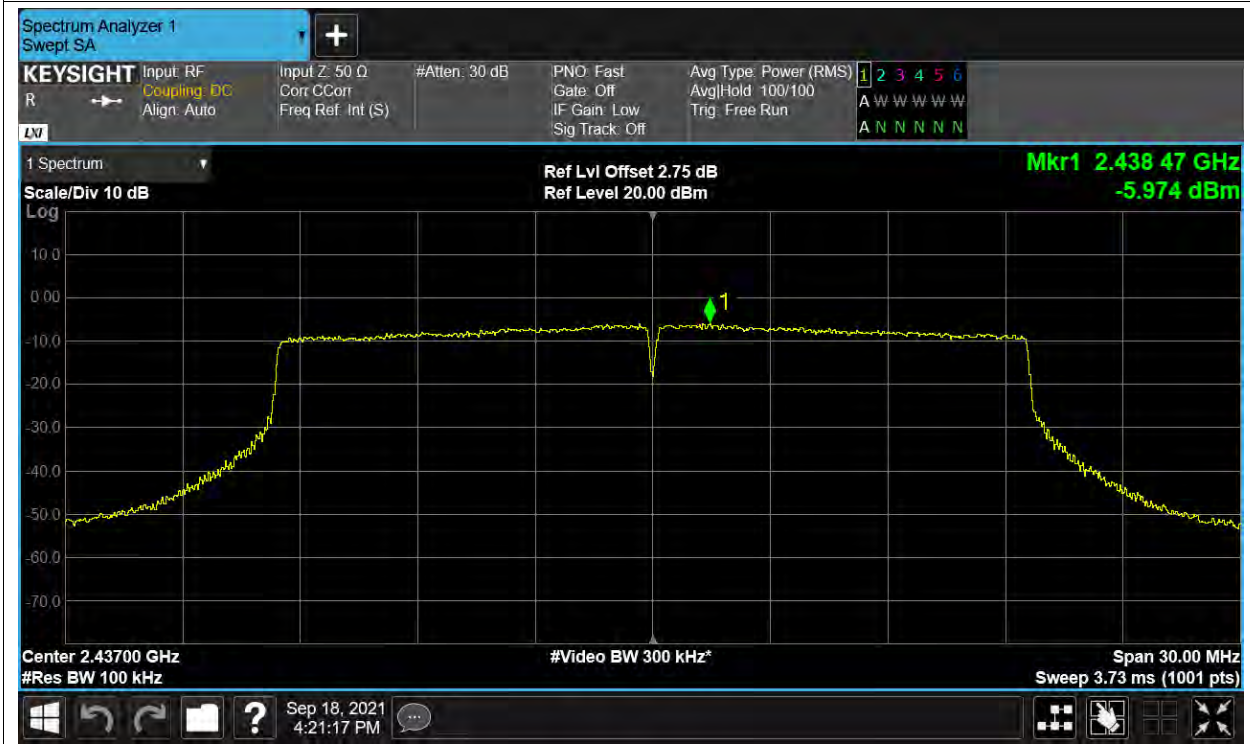 Spectrum Analyzer 1
Swept SA
+
KEYSIGHT Input: RF Input Z: 50 Ω #Atten: 30 dB PNO: Fast Avg Type: Power (RMS) 1 2 3 4 5 6
R Coupling: DC Corr CCorr Gate: Off Avg|Hold: 100/100 A W W W W W
Align: Auto Freq Ref: Int (S) IF Gain: Low Trig: Free Run
LXI Sig Track: Off A N N N N N
1 Spectrum
Ref Lvl Offset 2.75 dB Mkr1 2.438 47 GHz
Scale/Div 10 dB Ref Level 20.00 dBm -5.974 dBm
Log
10.0
0.00
1
-10.0
-20.0
-30.0
-40.0
-50.0
-60.0
-70.0
Center 2.43700 GHz #Video BW 300 kHz* Span 30.00 MHz
#Res BW 100 kHz Sweep 3.73 ms (1001 pts)
? Sep 18, 2021
4:21:17 PM